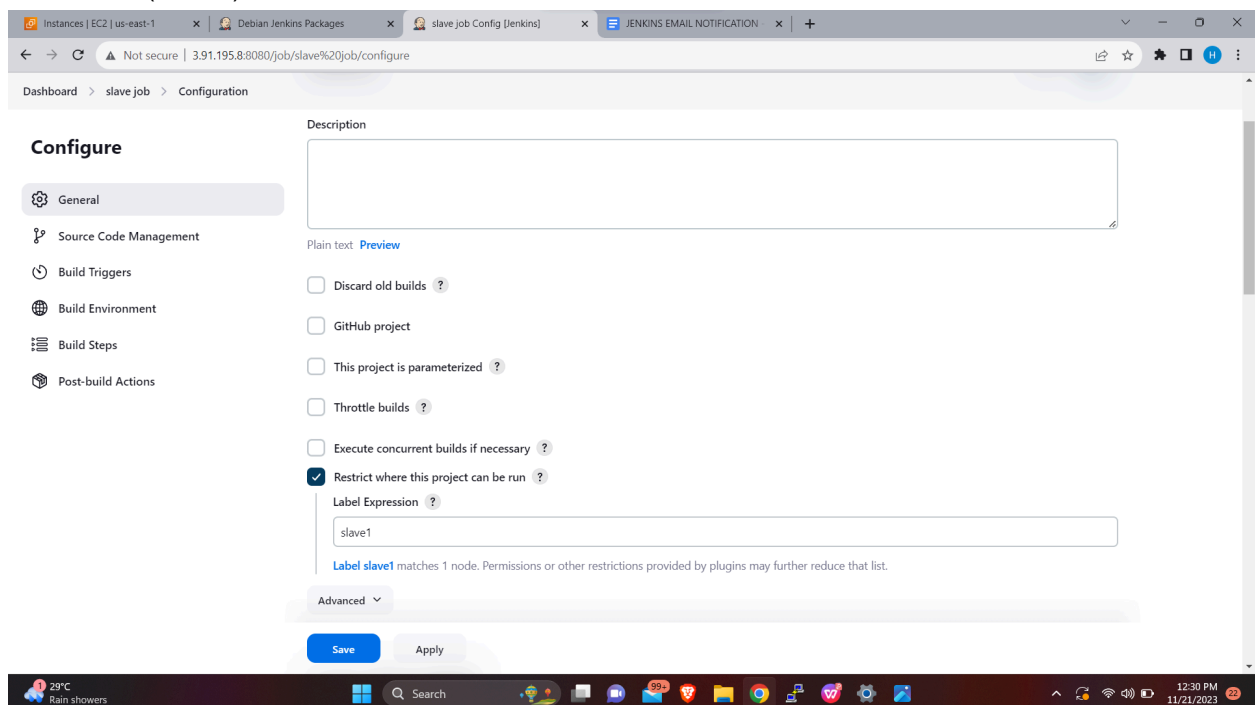 Instances | EC2 | us-east-1
Debian Jenkins Packages
slave job Config [Jenkins]
JENKINS EMAIL NOTIFICATION -
Not secure | 3.91.195.8:8080/job/slave%20job/configure
H
Dashboard > slave job > Configuration
Configure
General
Source Code Management
Build Triggers
Build Environment
Build Steps
Post-build Actions
Description
Plain text Preview
Discard old builds ?
GitHub project
This project is parameterized ?
Throttle builds ?
Execute concurrent builds if necessary ?
Restrict where this project can be run ?
Label Expression ?
slave1
Label slave1 matches 1 node. Permissions or other restrictions provided by plugins may further reduce that list.
Advanced
Save Apply
1
29°C
Rain showers
Search
99+
12:30 PM
11/21/2023
22